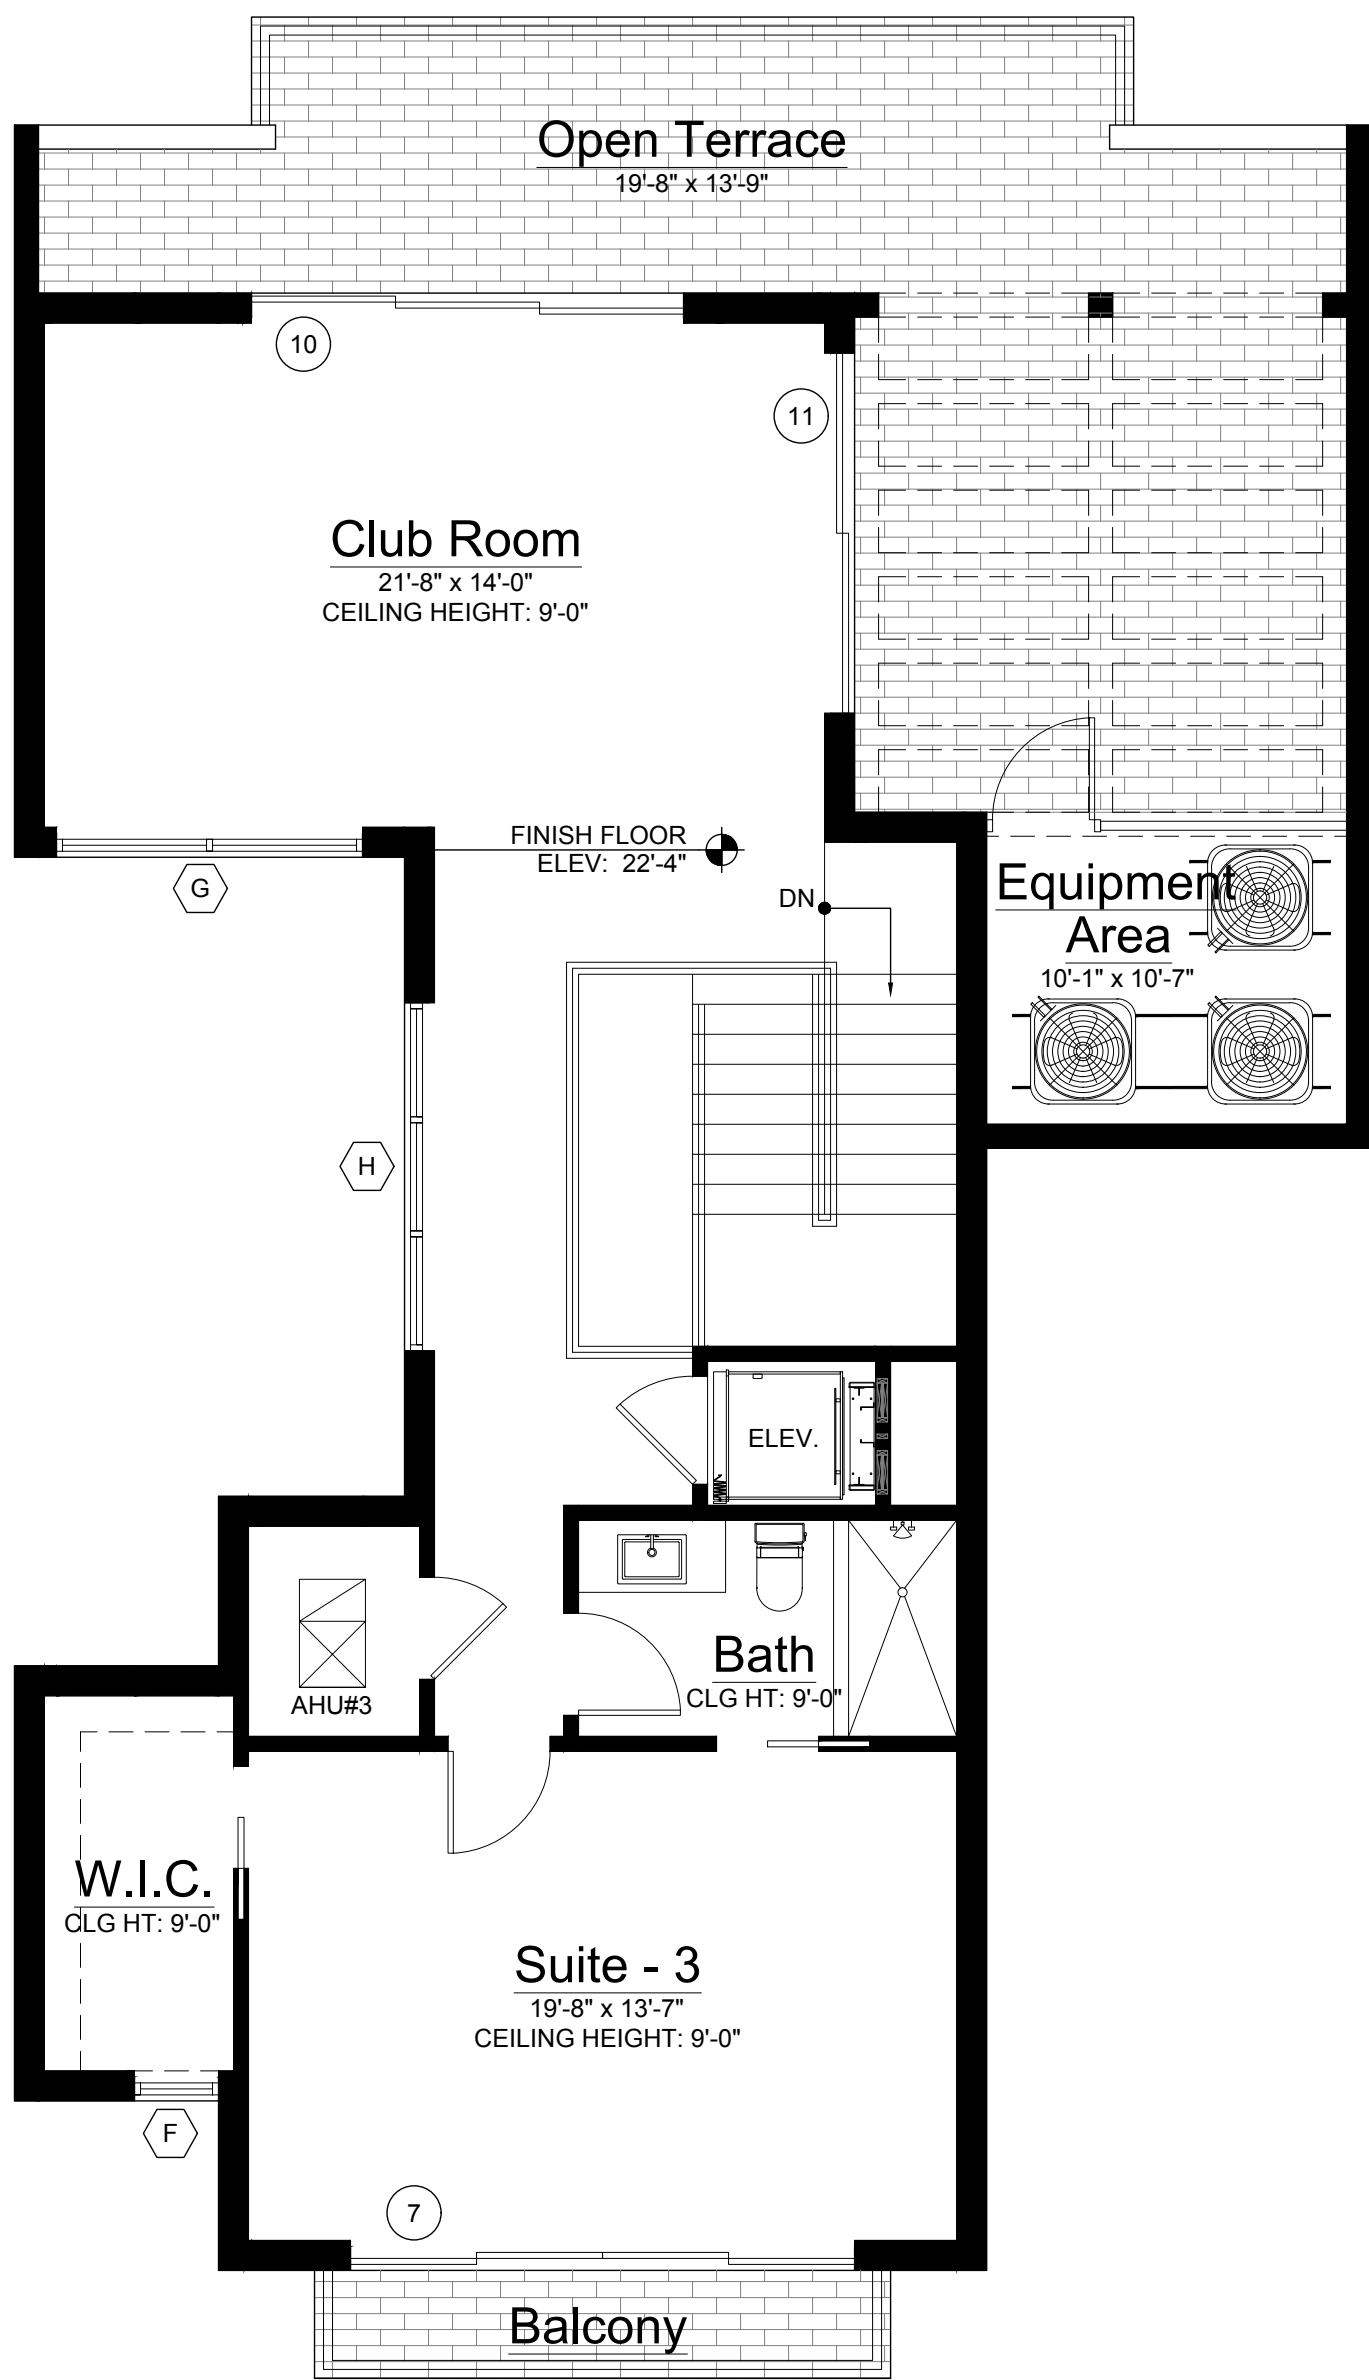 Open Terrace
19'-8" x 13'-9"
10
11
Club Room
21'-8" x 14'-0"
CEILING HEIGHT: 9'-0"
FINISH FLOOR
ELEV: 22'-4"
G
DN
Equipment
Area
10'-1" x 10'-7"
H
ELEV.
Bath
CLG HT: 9'-0"
AHU#3
W.I.C.
CLG HT: 9'-0"
Suite - 3
19'-8" x 13'-7"
CEILING HEIGHT: 9'-0"
F
7
Balcony